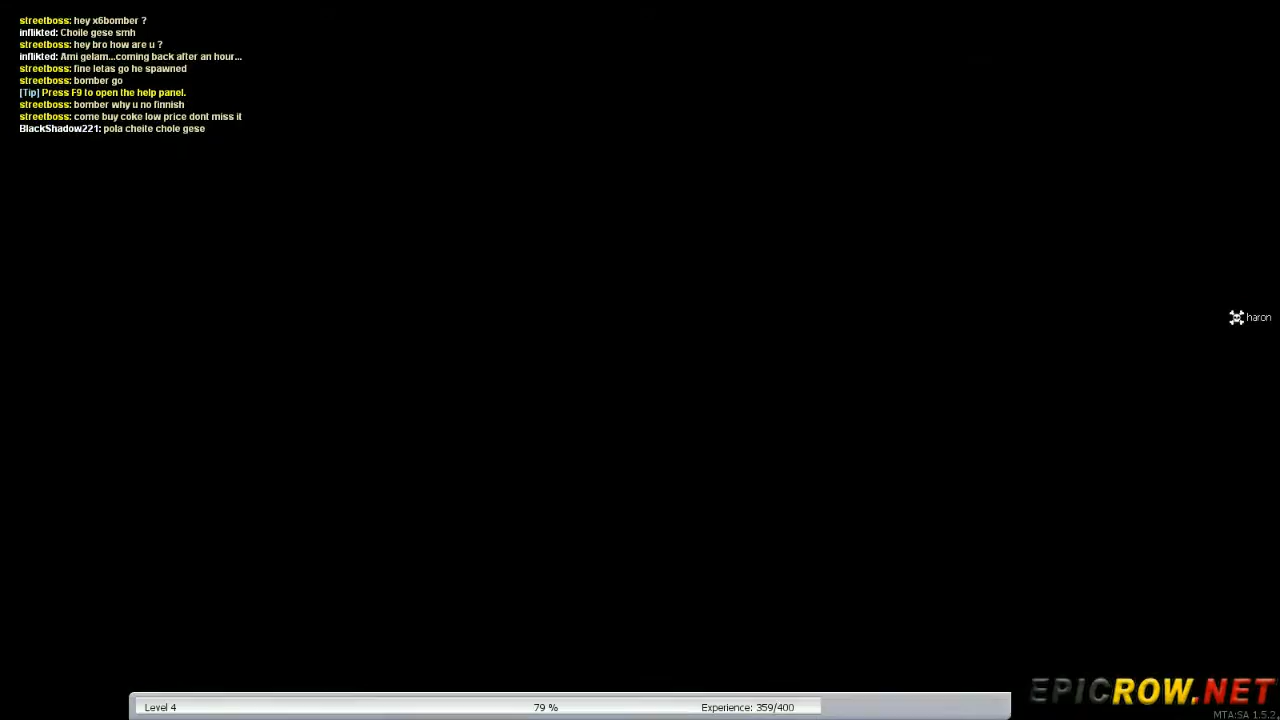 streetboss: hey x6bomber ?
inflikted: Choile gese smh
streetboss: hey bro how are u ?
inflikted: Ami gelam...coming back after an hour...
streetboss: fine letas go he spawned
streetboss: bomber go
[Tip] Press F9 to open the help panel.
streetboss: bomber why u no finnish
streetboss: come buy coke low price dont miss it
BlackShadow221: pola cheite chole gese
haron
Level 4
79 %
Experience: 359/400
EPICROW.NET
MTA:SA 1.5.2